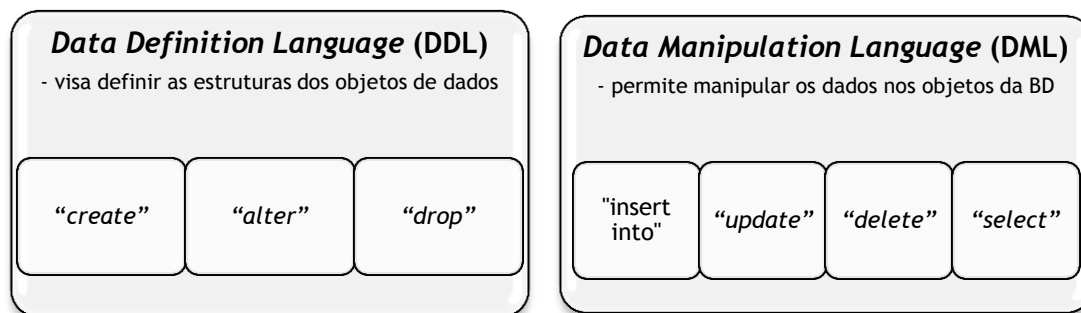 Data Definition Language (DDL)
- visa definir as estruturas dos objetos de dados
“create”
“alter”
“drop”
Data Manipulation Language (DML)
- permite manipular os dados nos objetos da BD
"insert
into"
“update”
“delete”
“select”